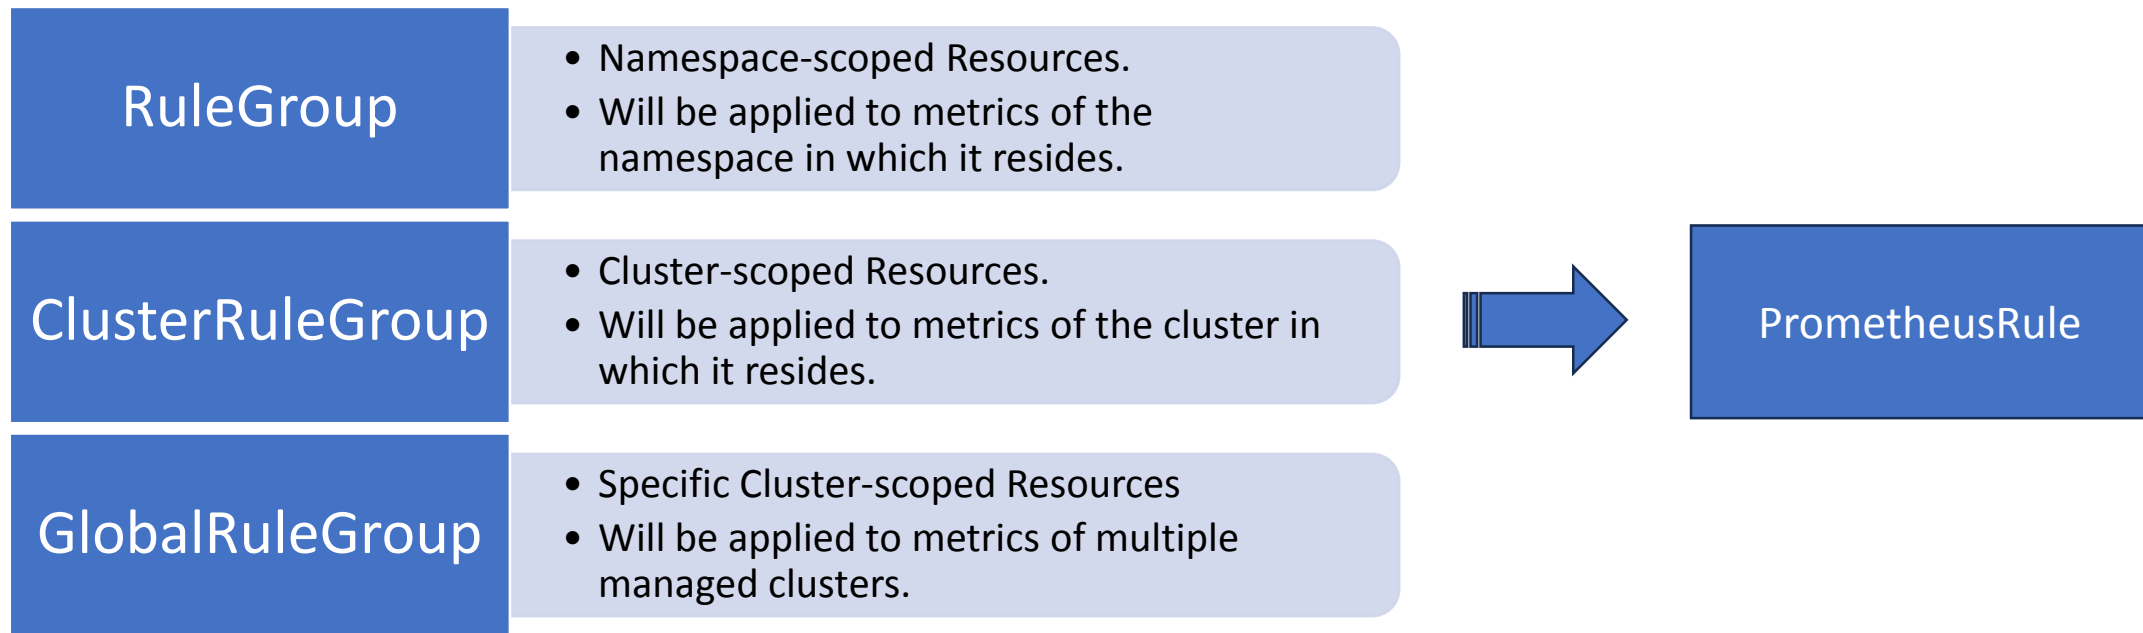 RuleGroup
• Namespace-scoped Resources.
• Will be applied to metrics of the
namespace in which it resides.
ClusterRuleGroup
• Cluster-scoped Resources.
• Will be applied to metrics of the cluster in
which it resides.
GlobalRuleGroup
• Specific Cluster-scoped Resources
• Will be applied to metrics of multiple
managed clusters.
PrometheusRule